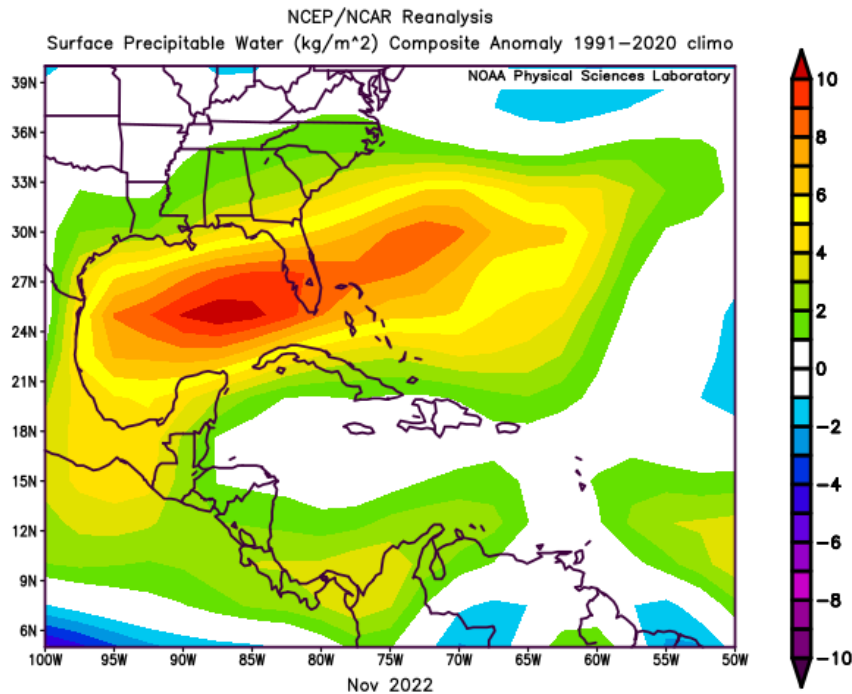 NCEP/NCAR Reanalysis
Surface Precipitable Water (kg/m^2) Composite Anomaly 1991-2020 climo
NOAA Physical Sciences Laboratory
39N
36N
33N
30N
27N
24N
21N
18N
15N
12N
9N
6N
100W 95W 90W 85W 80W 75W 70W 65W 60W 55W 50W
Nov 2022
10
8
6
4
2
0
-2
-4
-6
-8
-10